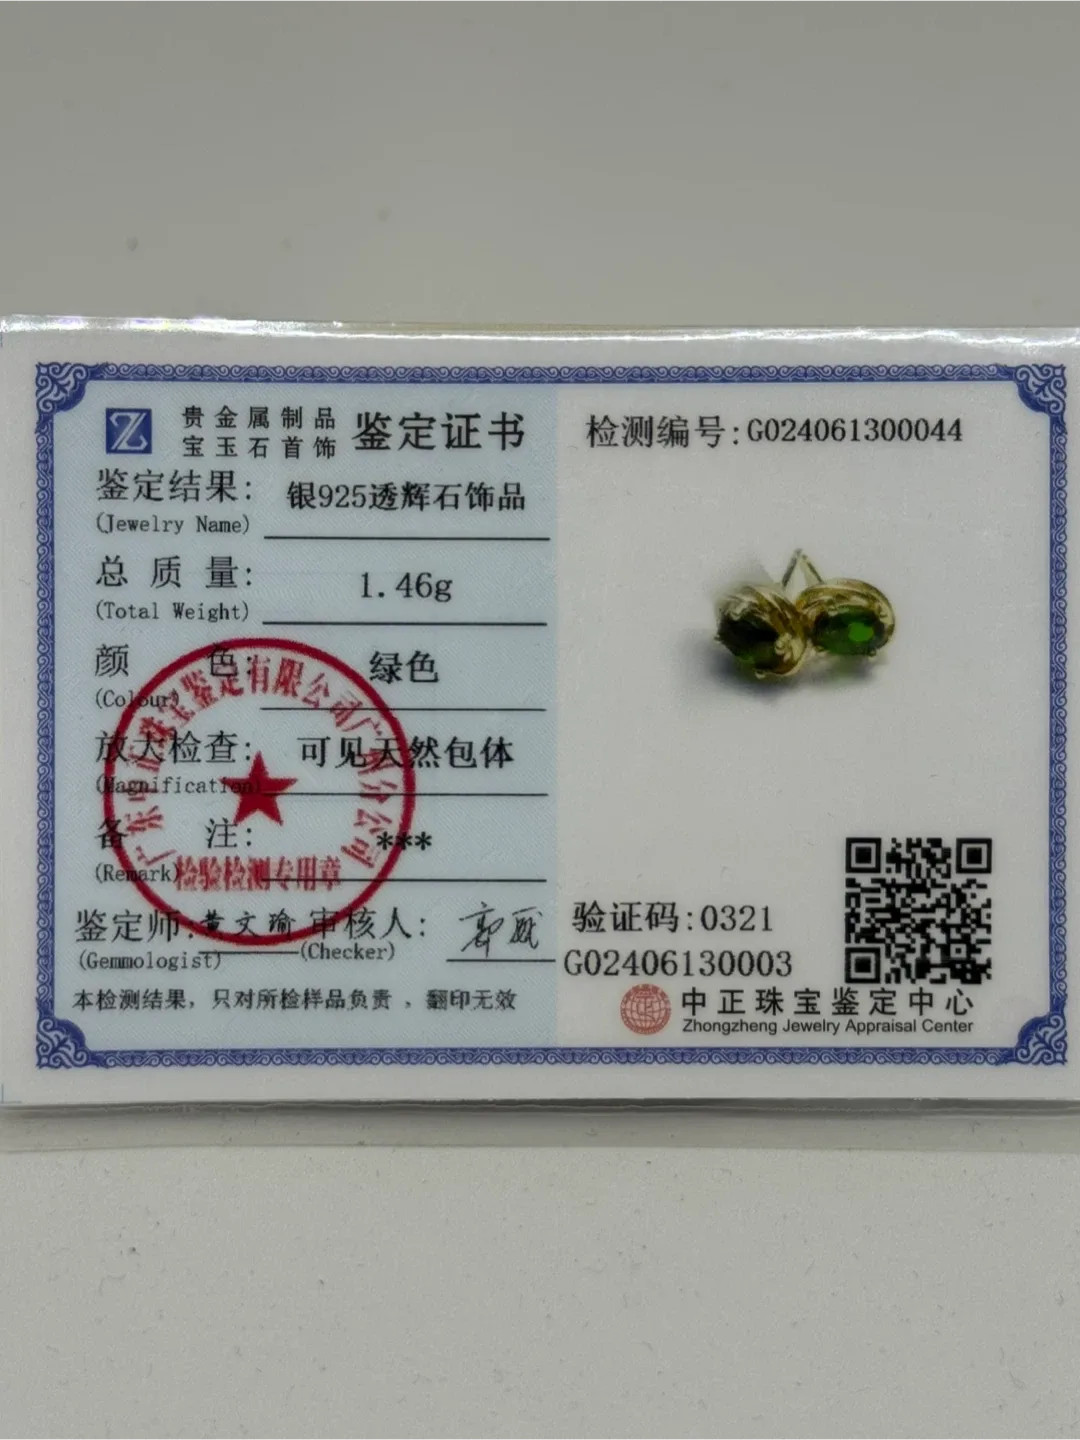 贵金属制品
宝玉石首饰 鉴定证书
鉴定结果: 银925透辉石饰品
(Jewelry Name)
总质量: 1.46g
(Total Weight)
颜色: 绿色
(Colour)
放大检查: 可见天然包体
(Magnification)
备注: ***
(Remark)
检验检测专用章
鉴定师: 黄文瑜 审核人:
(Gemmologist) (Checker)
本检测结果，只对所检样品负责，翻印无效
检测编号:G024061300044
验证码:0321
G02406130003
中正珠宝鉴定中心
Zhongzheng Jewelry Appraisal Center